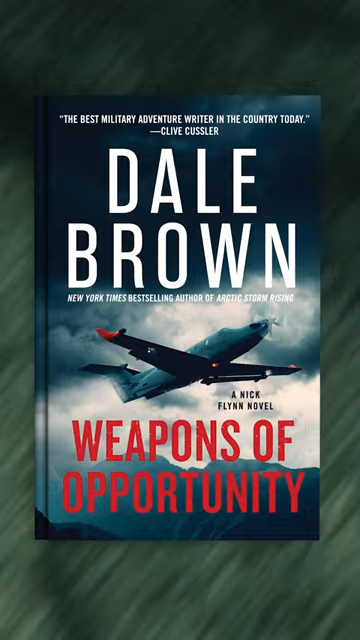 “THE BEST MILITARY ADVENTURE WRITER IN THE COUNTRY TODAY.”
—CLIVE CUSSLER
DALE
BROWN
NEW YORK TIMES BESTSELLING AUTHOR OF ARCTIC STORM RISING
A NICK
FLYNN NOVEL
WEAPONS OF
OPPORTUNITY